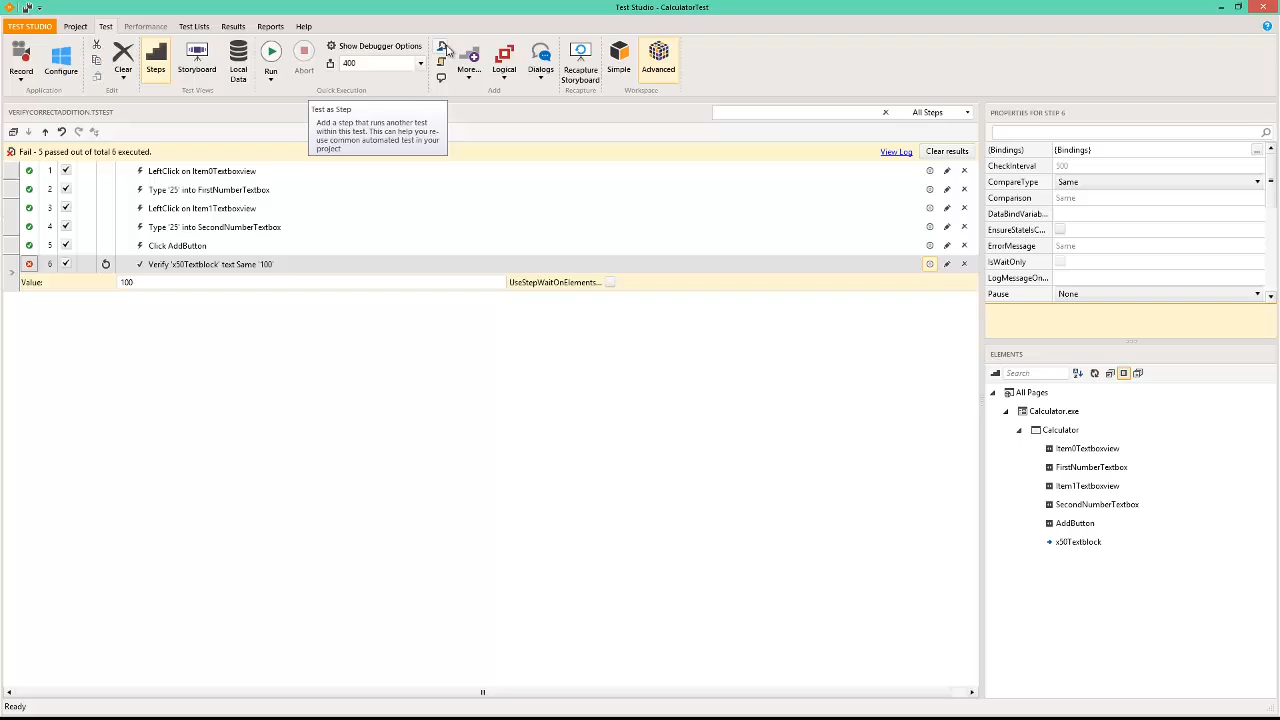 Test Studio - CalculatorTest
TEST STUDIO Project Test Performance Test Lists Results Reports Help
Show Debugger Options
400
Record Configure Clear Steps Storyboard Local Data Run Abort More... Logical Dialogs Recapture Storyboard Simple Advanced
Application Edit Test Views Quick Execution Add Recapture Workspace
Test as Step
Add a step that runs another test
within this test. This can help you re-
use common automated test in your
project
VERIFYCORRECTADDITION.TSTEST
All Steps
Fail - 5 passed out of total 6 executed.
View Log
Clear results
1 LeftClick on Item0Textboxview
2 Type '25' into FirstNumberTextbox
3 LeftClick on Item1Textboxview
4 Type '25' into SecondNumberTextbox
5 Click AddButton
6 Verify 'x50Textblock' text Same '100'
Value: 100 UseStepWaitOnElements...
PROPERTIES FOR STEP 6
(Bindings) {Bindings} ...
CheckInterval 500
CompareType Same
Comparison Same
DataBindVariab...
EnsureStateIsC...
ErrorMessage Same
IsWaitOnly
LogMessageOn...
Pause None
ELEMENTS
Search
All Pages
Calculator.exe
Calculator
Item0Textboxview
FirstNumberTextbox
Item1Textboxview
SecondNumberTextbox
AddButton
x50Textblock
Ready